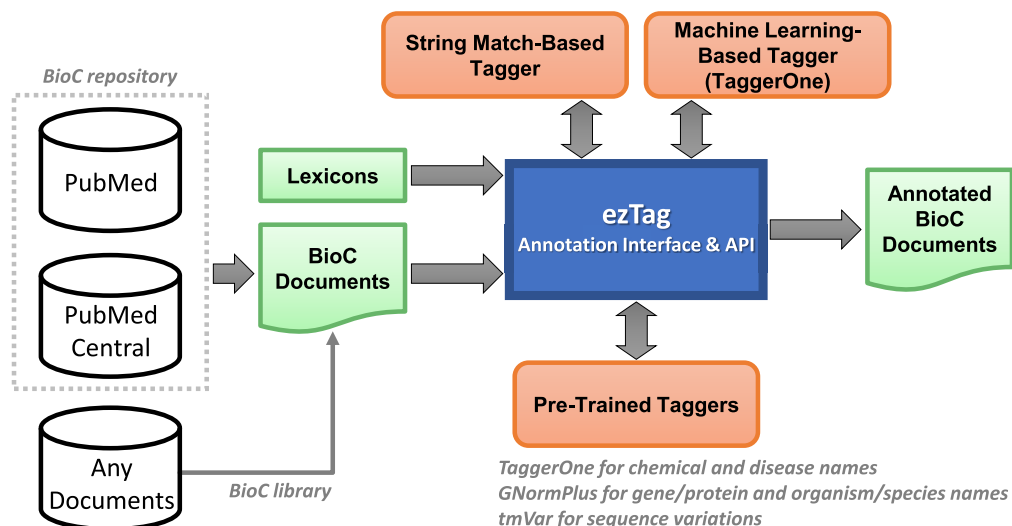 String Match-Based
Tagger
Machine Learning-
Based Tagger
(TaggerOne)
BioC repository
PubMed
Lexicons
ezTag
Annotation Interface & API
Annotated
BioC
Documents
BioC
Documents
PubMed
Central
Pre-Trained Taggers
Any
Documents
BioC library
TaggerOne for chemical and disease names
GNormPlus for gene/protein and organism/species names
tmVar for sequence variations